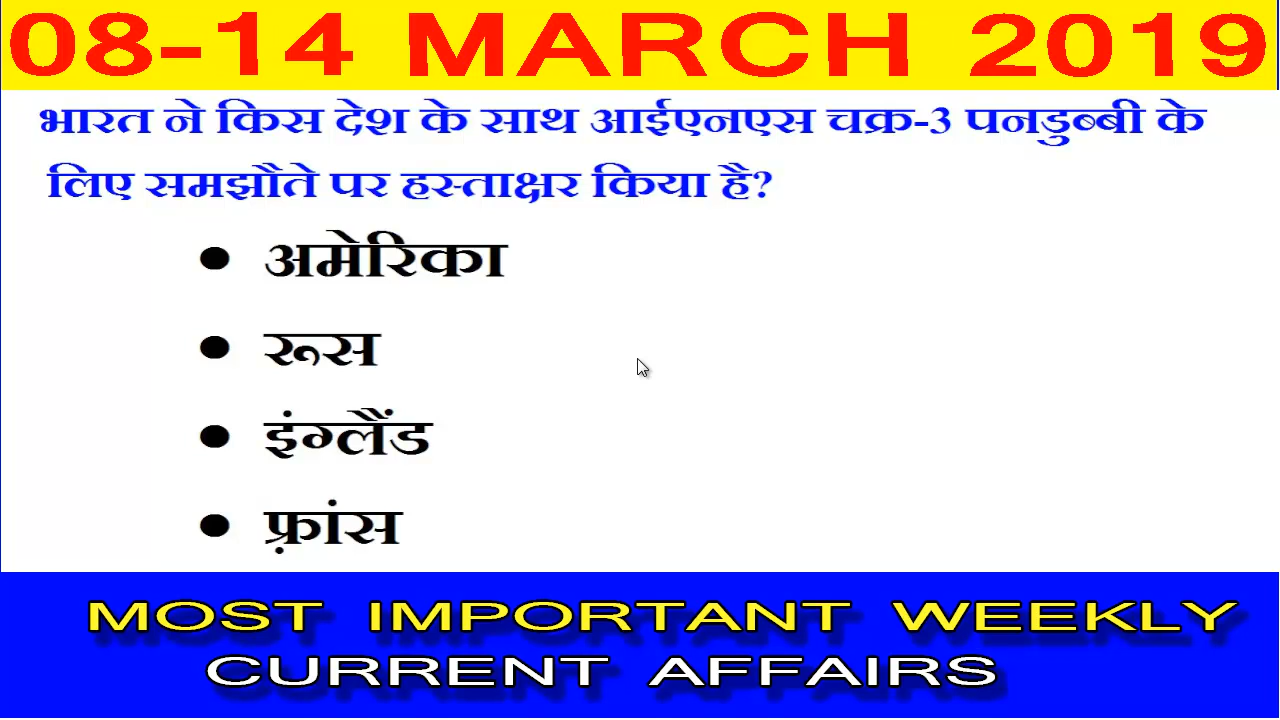 08-14 MARCH 2019
भारत ने किस देश के साथ आईएनएस चक्र-3 पनडुब्बी के
लिए समझौते पर हस्ताक्षर किया है?
• अमेरिका
• रूस
• इंग्लैंड
• फ़्रांस
MOST IMPORTANT WEEKLY
CURRENT AFFAIRS